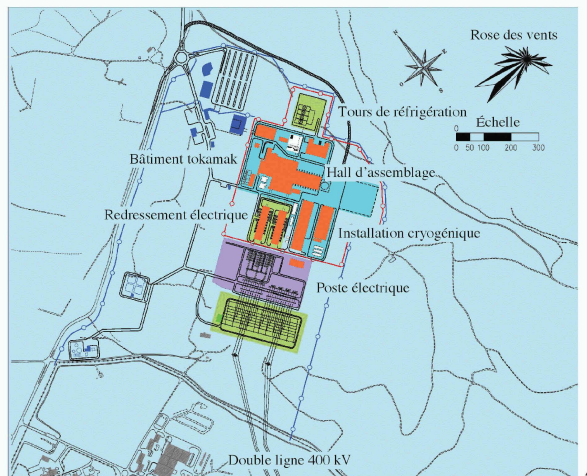 Rose des vents
N
Tours de réfrigération
Échelle
0 50 100 200 300
Bâtiment tokamak
Hall d'assemblage
Redressement électrique
Installation cryogénique
Poste électrique
Double ligne 400 kV